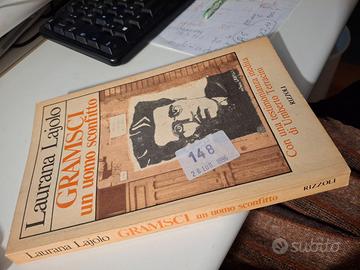 Laurana Lajolo
GRAMSCI
un uomo sconfitto
148
Con una testimonianza inedita
di Umberto Terracini
RIZZOLI
Laurana Lajolo GRAMSCI un uomo sconfitto RIZZOLI
subito